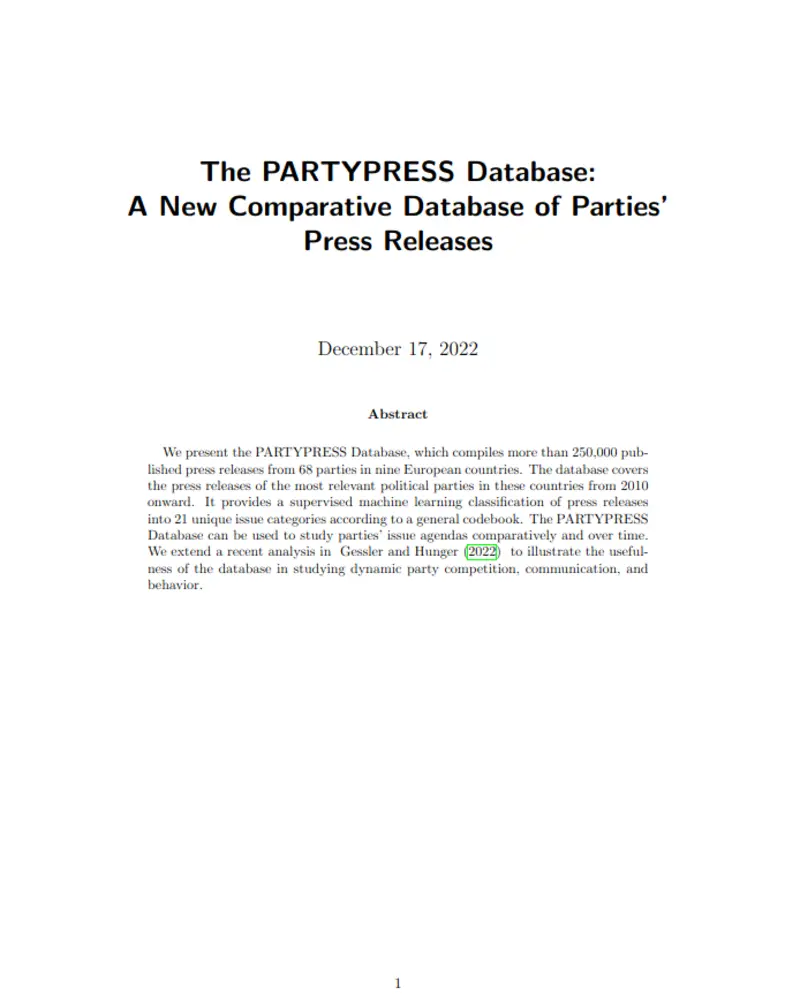 The PARTYPRESS Database:
A New Comparative Database of Parties'
Press Releases
December 17, 2022
Abstract
We present the PARTYPRESS Database, which compiles more than 250,000 pub-
lished press releases from 68 parties in nine European countries. The database covers
the press releases of the most relevant political parties in these countries from 2010
onward. It provides a supervised machine learning classification of press releases
into 21 unique issue categories according to a general codebook. The PARTYPRESS
Database can be used to study parties' issue agendas comparatively and over time.
We extend a recent analysis in Gessler and Hunger (2022) to illustrate the useful-
ness of the database in studying dynamic party competition, communication, and
behavior.
1